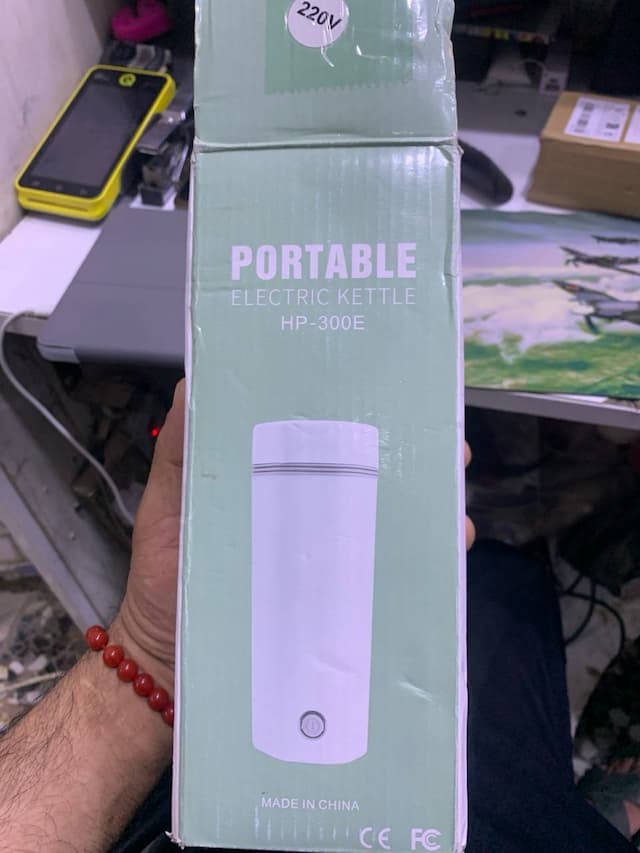 220V
PORTABLE
ELECTRIC KETTLE
HP-300E
MADE IN CHINA
CE FC